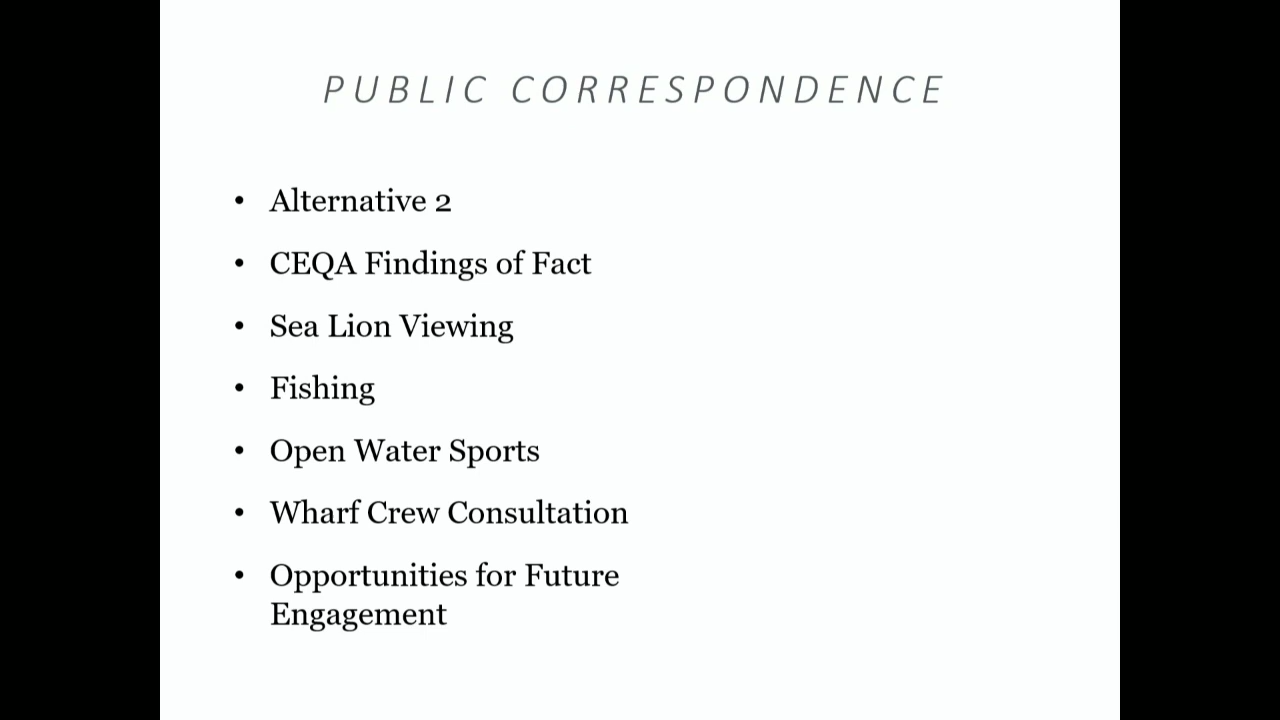 PUBLIC CORRESPONDENCE
• Alternative 2
• CEQA Findings of Fact
• Sea Lion Viewing
• Fishing
• Open Water Sports
• Wharf Crew Consultation
• Opportunities for Future
Engagement